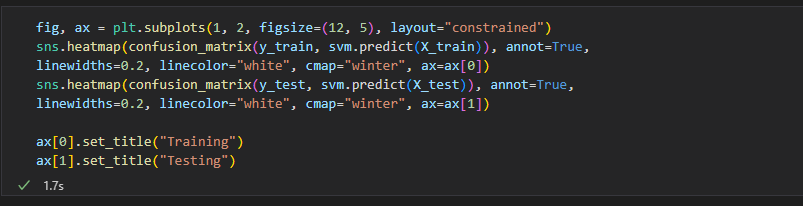 fig, ax = plt.subplots(1, 2, figsize=(12, 5), layout="constrained")
sns.heatmap(confusion_matrix(y_train, svm.predict(X_train)), annot=True,
linewidths=0.2, linecolor="white", cmap="winter", ax=ax[0])
sns.heatmap(confusion_matrix(y_test, svm.predict(X_test)), annot=True,
linewidths=0.2, linecolor="white", cmap="winter", ax=ax[1])
ax[0].set_title("Training")
ax[1].set_title("Testing")
1.7s